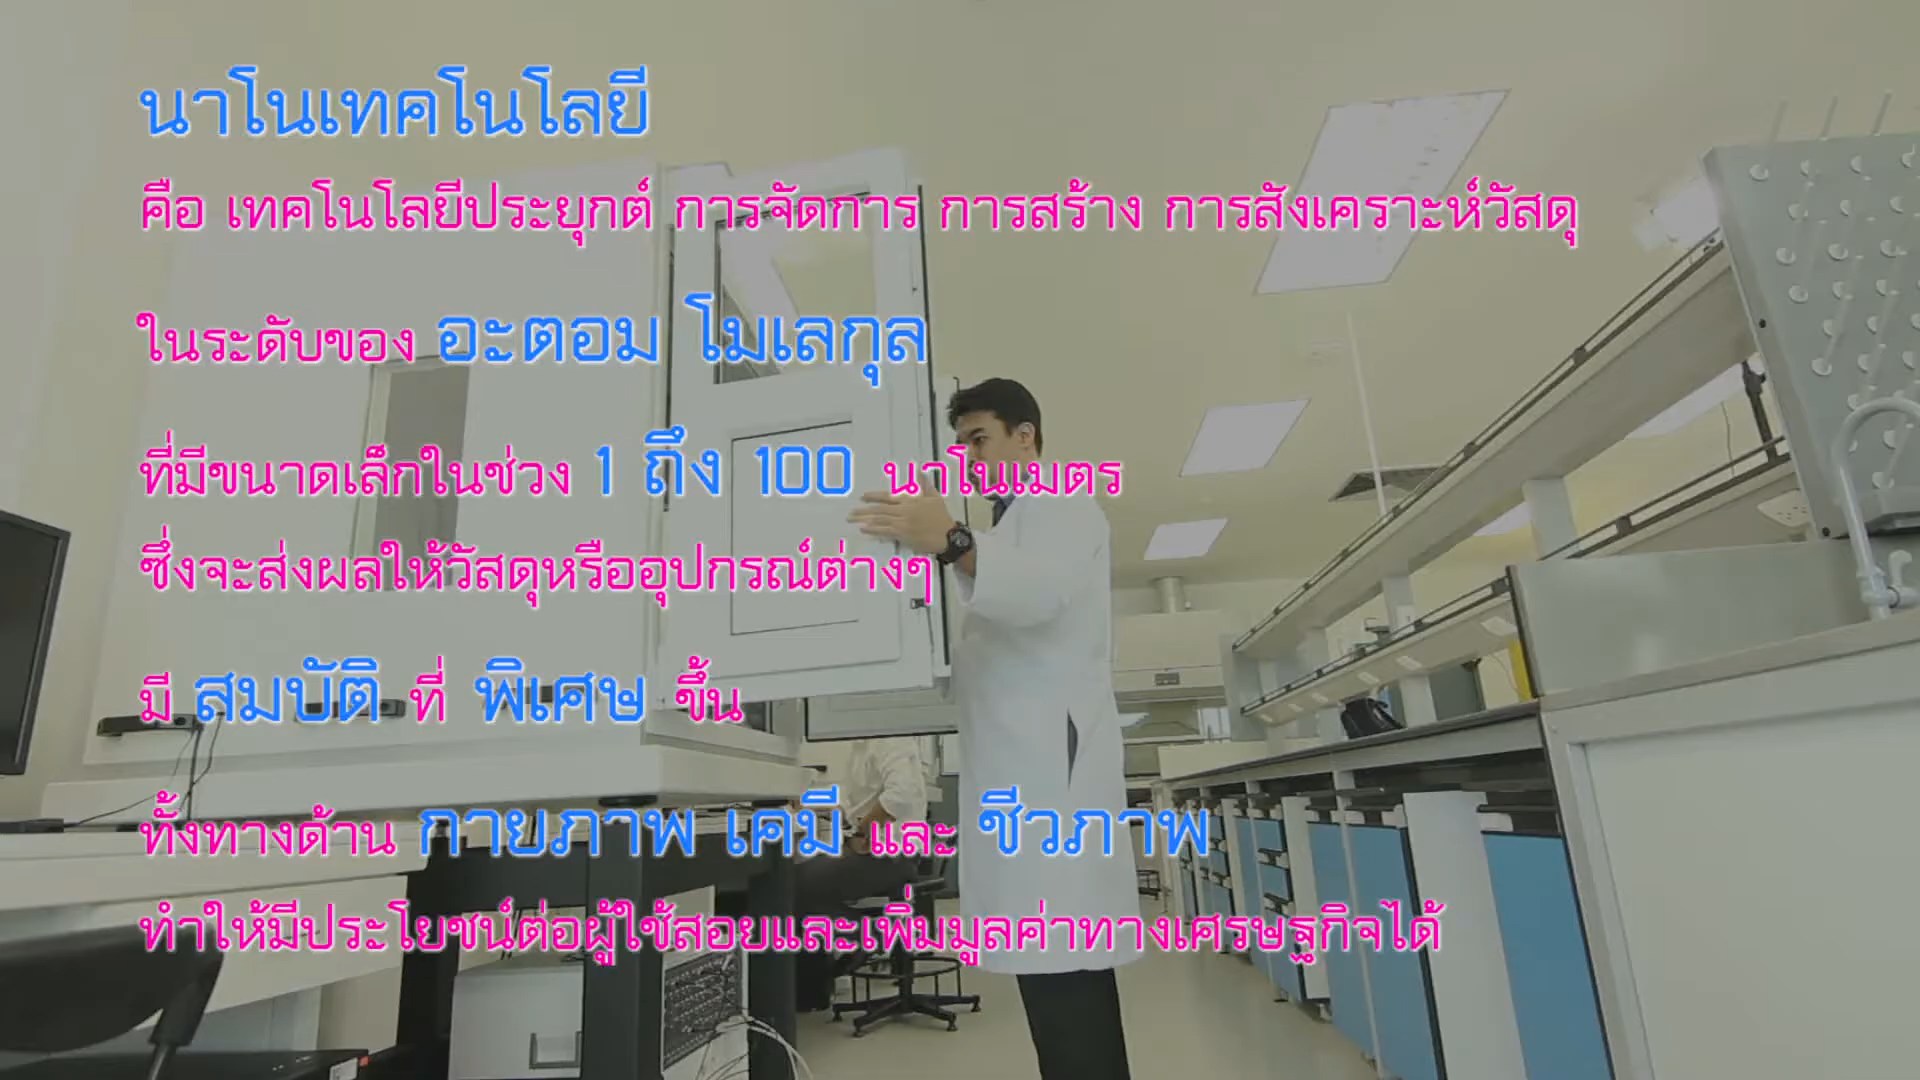 นาโนเทคโนโลยี
คือ เทคโนโลยีประยุกต์ การจัดการ การสร้าง การสังเคราะห์วัสดุ
ในระดับของ อะตอม โมเลกุล
ที่มีขนาดเล็กในช่วง 1 ถึง 100 นาโนเมตร
ซึ่งจะส่งผลให้วัสดุหรืออุปกรณ์ต่างๆ
มี สมบัติ ที่ พิเศษ ขึ้น
ทั้งทางด้าน กายภาพ เคมี และ ชีวภาพ
ทำให้มีประโยชน์ต่อผู้ใช้สอยและเพิ่มมูลค่าทางเศรษฐกิจได้